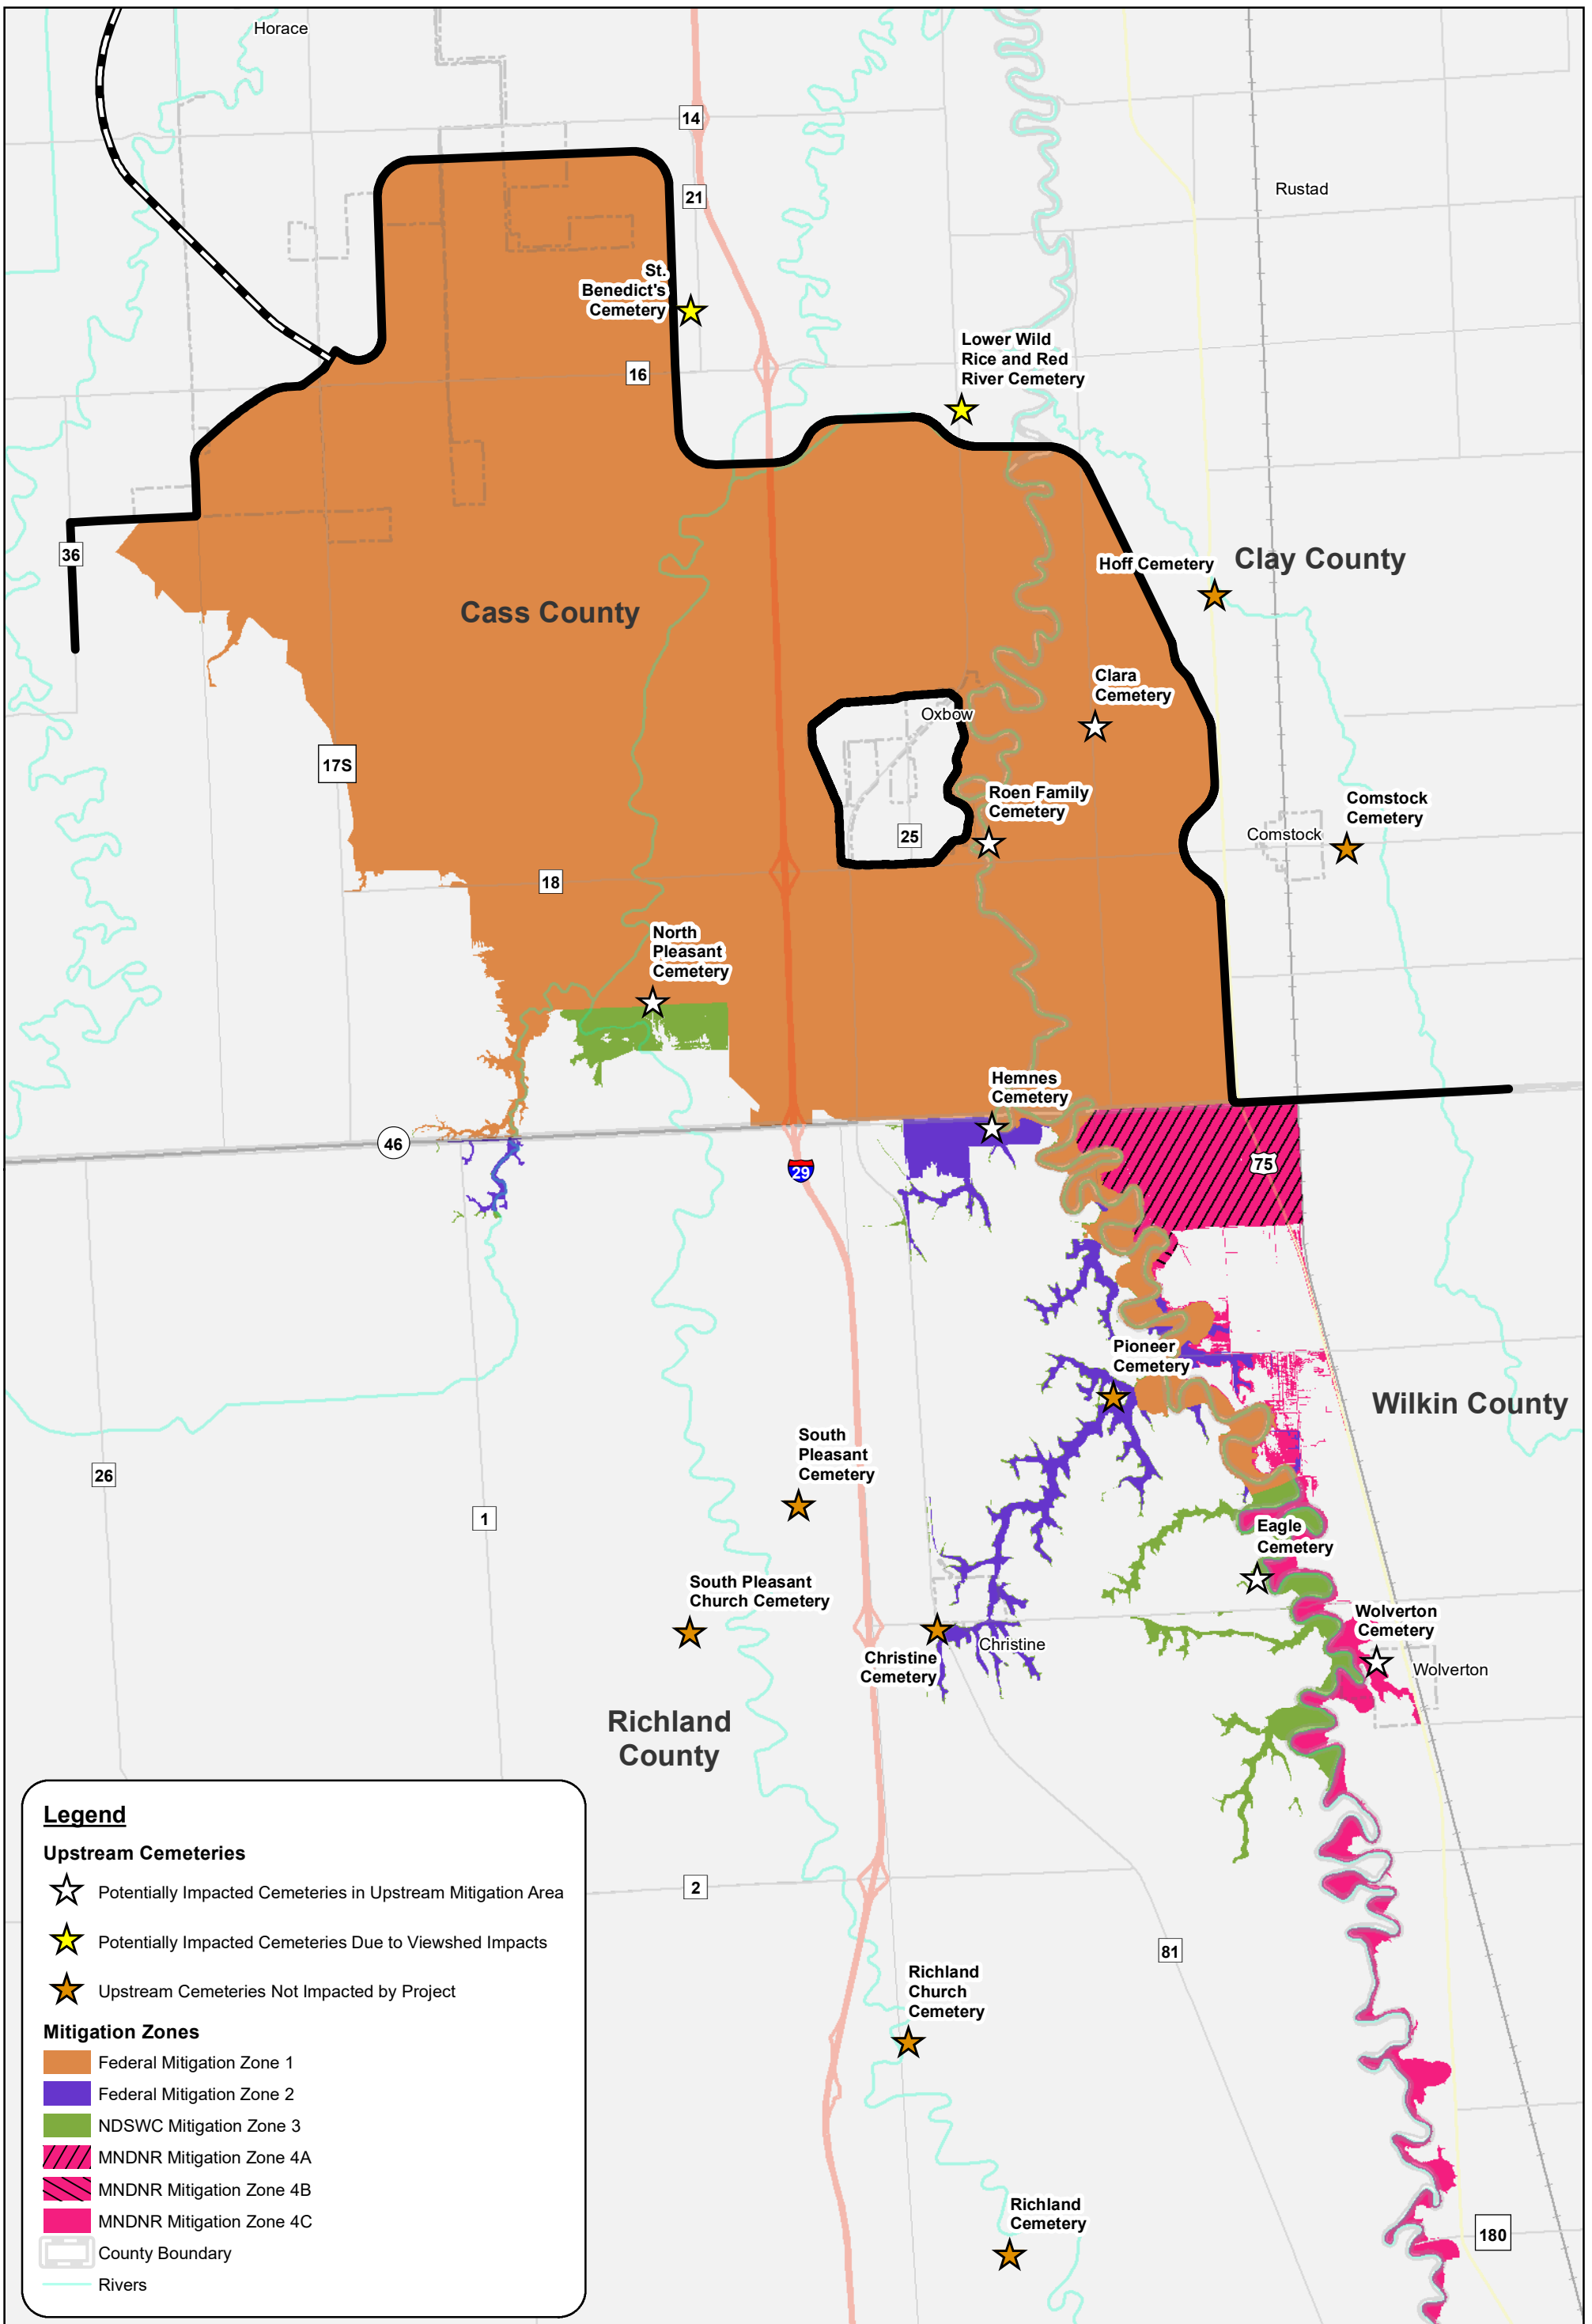 Horace
14
21
Rustad
St.
Benedict's
Cemetery
16
Lower Wild
Rice and Red
River Cemetery
36
Cass County
Hoff Cemetery
Clay County
Clara
Cemetery
Oxbow
17S
Roen Family
Cemetery
25
Comstock
Comstock
Cemetery
18
North
Pleasant
Cemetery
Hemnes
Cemetery
46
29
75
Pioneer
Cemetery
Wilkin County
South
Pleasant
Cemetery
26
1
Eagle
Cemetery
South Pleasant
Church Cemetery
Christine
Cemetery
Christine
Wolverton
Cemetery
Wolverton
Richland
County
2
81
Richland
Church
Cemetery
Richland
Cemetery
180
Legend
Upstream Cemeteries
Potentially Impacted Cemeteries in Upstream Mitigation Area
Potentially Impacted Cemeteries Due to Viewshed Impacts
Upstream Cemeteries Not Impacted by Project
Mitigation Zones
Federal Mitigation Zone 1
Federal Mitigation Zone 2
NDSWC Mitigation Zone 3
MNDNR Mitigation Zone 4A
MNDNR Mitigation Zone 4B
MNDNR Mitigation Zone 4C
County Boundary
Rivers